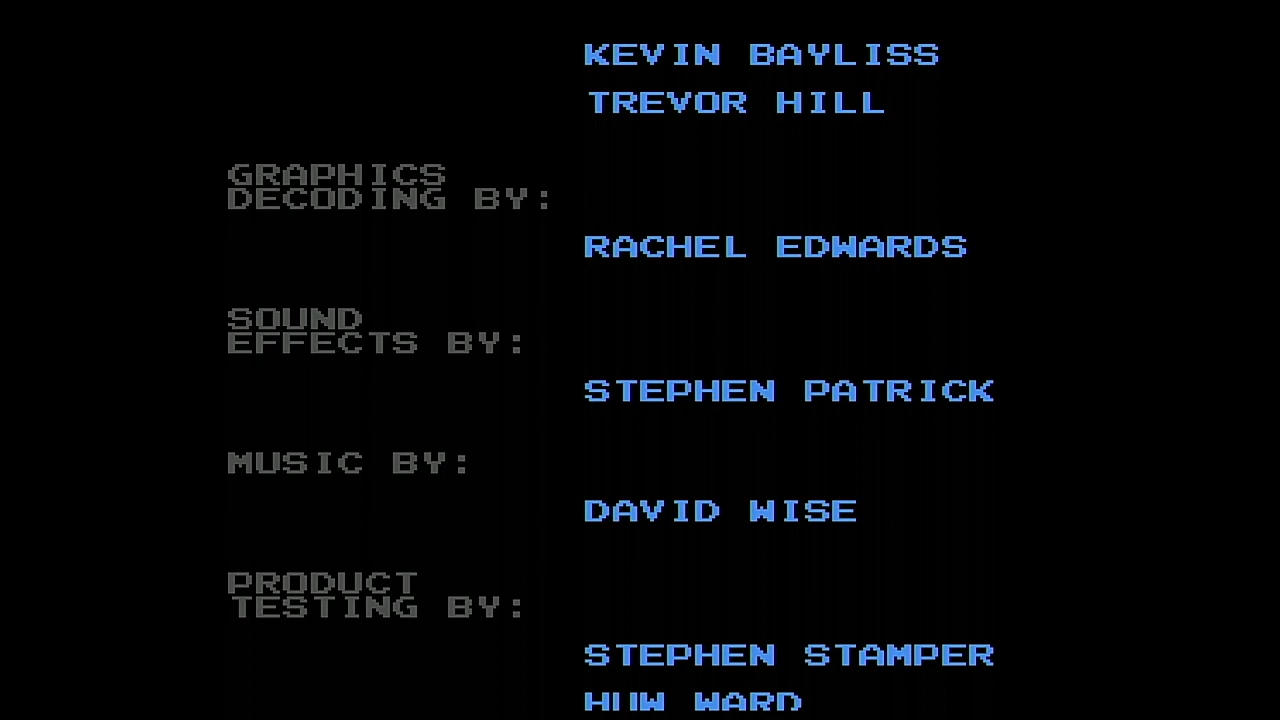 KEVIN BAYLISS
TREVOR HILL
GRAPHICS
DECODING BY:
RACHEL EDWARDS
SOUND
EFFECTS BY:
STEPHEN PATRICK
MUSIC BY:
DAVID WISE
PRODUCT
TESTING BY:
STEPHEN STAMPER
HUW WARD